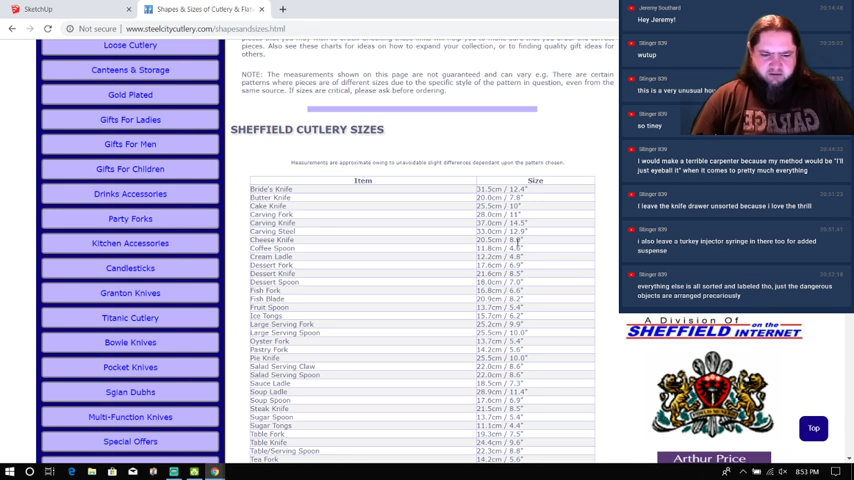 SketchUp
Shapes & Sizes of Cutlery & Fla
Not secure
www.steelcitycutlery.com/shapesandsizes.html
Loose Cutlery
Canteens & Storage
Gold Plated
Gifts For Ladies
Gifts For Men
Gifts For Children
Drinks Accessories
Party Forks
Kitchen Accessories
Candlesticks
Granton Knives
Titanic Cutlery
Bowie Knives
Pocket Knives
Sgian Dubhs
Multi-Function Knives
Special Offers
pieces. Also see these charts for ideas on how to expand your collection, or to finding quality gift ideas for
others.
NOTE: The measurements shown on this page are not guaranteed and can vary e.g. There are certain
patterns where pieces are of different sizes due to the specific style of the pattern in question, even from the
same source. If sizes are critical, please ask before ordering.
SHEFFIELD CUTLERY SIZES
Measurements are approximate owing to unavoidable slight differences dependant upon the pattern chosen.
Item Size
Bride's Knife 31.5cm / 12.4"
Butter Knife 20.0cm / 7.8"
Cake Knife 25.5cm / 10"
Carving Fork 28.0cm / 11"
Carving Knife 37.0cm / 14.5"
Carving Steel 33.0cm / 12.9"
Cheese Knife 20.5cm /
Coffee Spoon 11.8cm / 4.6"
Cream Ladle 12.2cm / 4.8"
Dessert Fork 17.6cm / 6.9"
Dessert Knife 21.6cm / 8.5"
Dessert Spoon 18.0cm / 7.0"
Fish Fork 16.8cm / 6.6"
Fish Blade 20.9cm / 8.2"
Fruit Spoon 13.7cm / 5.4"
Ice Tongs 15.7cm / 6.2"
Large Serving Fork 25.2cm / 9.9"
Large Serving Spoon 25.5cm / 10.0"
Oyster Fork 13.7cm / 5.4"
Pastry Fork 14.2cm / 5.6"
Pie Knife 25.5cm / 10.0"
Salad Serving Claw 22.0cm / 8.6"
Salad Serving Spoon 22.0cm / 8.6"
Sauce Ladle 18.5cm / 7.3"
Soup Ladle 28.9cm / 11.4"
Soup Spoon 17.6cm / 6.9"
Steak Knife 21.5cm / 8.5"
Sugar Spoon 13.7cm / 5.4"
Sugar Tongs 11.1cm / 4.4"
Table Fork 19.3cm / 7.5"
Table Knife 24.4cm / 9.6"
Table/Serving Spoon 22.3cm / 8.8"
Tea Fork 14.2cm / 5.6"
Jeremy Southard
Hey Jeremy!
Slinger 839
wutup
Slinger 839
this is a very unusual
Slinger 839
so tiney
Slinger 839
I would make a terrible carpenter because my method would be "I'll
just eyeball it" when it comes to pretty much everything
Slinger 839
i leave the knife drawer unsorted because i love the thrill
Slinger 839
i also leave a turkey injector syringe in there too for added
suspense
Slinger 839
everything else is all sorted and labeled tho, just the dangerous
objects are arranged precariously
GARAGE
A Division Of
SHEFFIELD on the INTERNET
Arthur Price
Top
8:53 PM